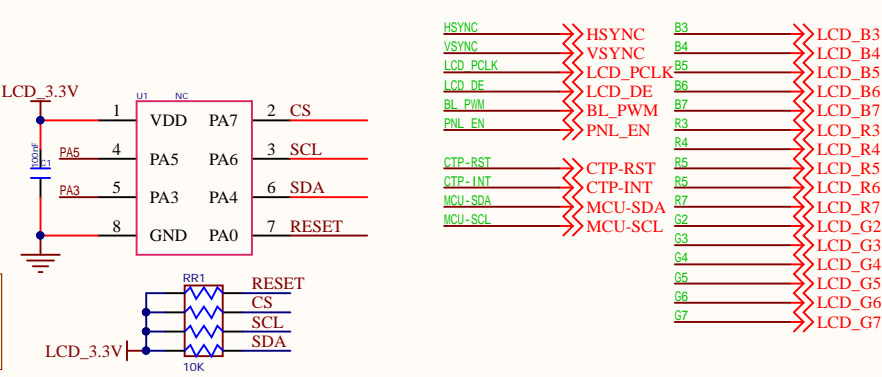 LCD_3.3V
U1 NC
1 VDD PA7 2 CS
100nF C1
PA5 4 PA5 PA6 3 SCL
PA3 5 PA3 PA4 6 SDA
8 GND PA0 7 RESET
RR1
RESET
CS
SCL
SDA
LCD_3.3V
10K
HSYNC HSYNC
VSYNC VSYNC
LCD_PCLK LCD_PCLK
LCD_DE LCD_DE
BL_PWM BL_PWM
PNL_EN PNL_EN
CTP-RST CTP-RST
CTP-INT CTP-INT
MCU-SDA MCU-SDA
MCU-SCL MCU-SCL
B3 LCD_B3
B4 LCD_B4
B5 LCD_B5
B6 LCD_B6
B7 LCD_B7
R3 LCD_R3
R4 LCD_R4
R5 LCD_R5
R5 LCD_R6
R7 LCD_R7
G2 LCD_G2
G3 LCD_G3
G4 LCD_G4
G5 LCD_G5
G6 LCD_G6
G7 LCD_G7